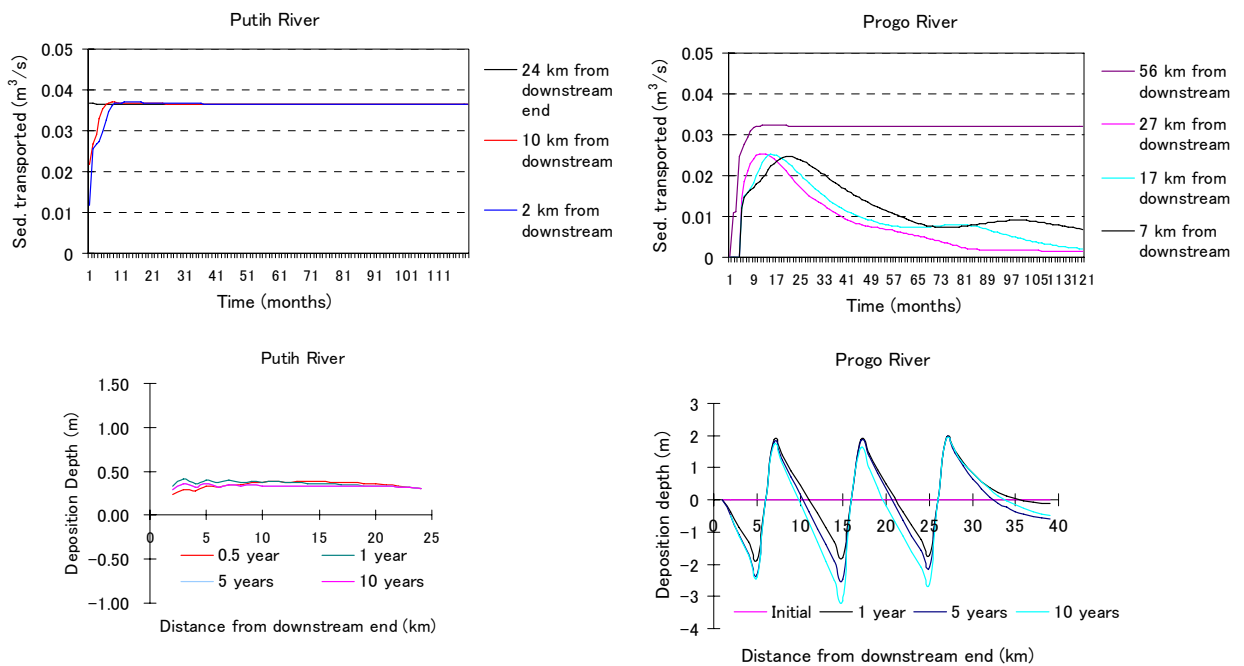 Putih River
Sed. transported (m³/s)
0.05
0.04
0.03
0.02
0.01
0
1 11 21 31 41 51 61 71 81 91 101 111
Time (months)
24 km from
downstream
end
10 km from
downstream
2 km from
downstream
Progo River
Sed. transported (m³/s)
0.05
0.04
0.03
0.02
0.01
0.00
1 9 17 25 33 41 49 57 65 73 81 89 97 105 113 121
Time (months)
56 km from
downstream
27 km from
downstream
17 km from
downstream
7 km from
downstream
Putih River
Deposition Depth (m)
1.50
1.00
0.50
0.00
-0.50
-1.00
0 5 10 15 20 25
0.5 year 1 year
5 years 10 years
Distance from downstream end (km)
Progo River
Deposition depth (m)
3
2
1
0
-1
-2
-3
-4
0 5 10 15 20 25 30 35 40
Initial 1 year 5 years 10 years
Distance from downstream end (km)